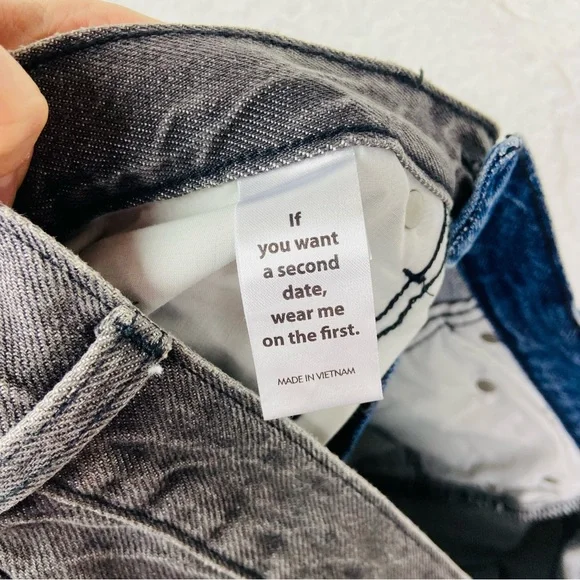 If
you want
a second
date,
wear me
on the first.
MADE IN VIETNAM